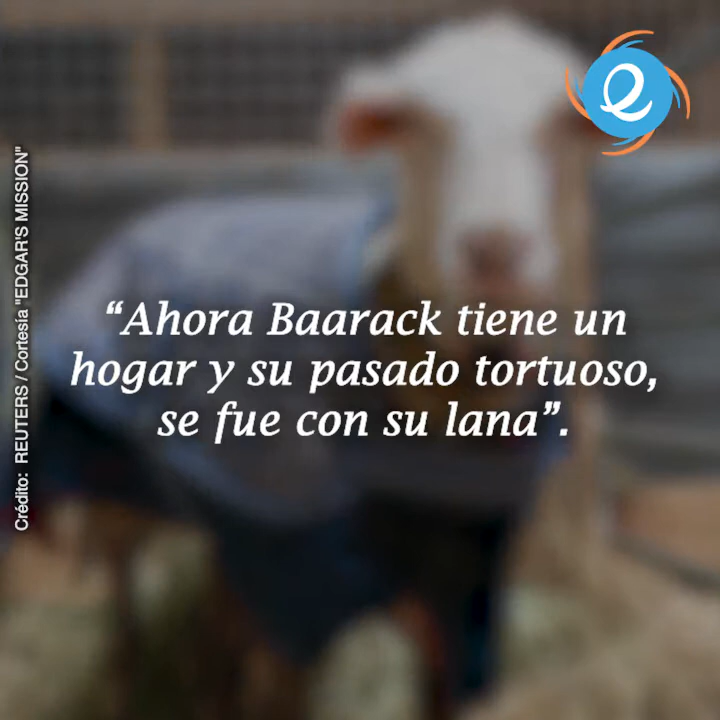 e
Crédito: REUTERS / Cortesía "EDGAR'S MISSION"
“Ahora Baarack tiene un
hogar y su pasado tortuoso,
se fue con su lana”.